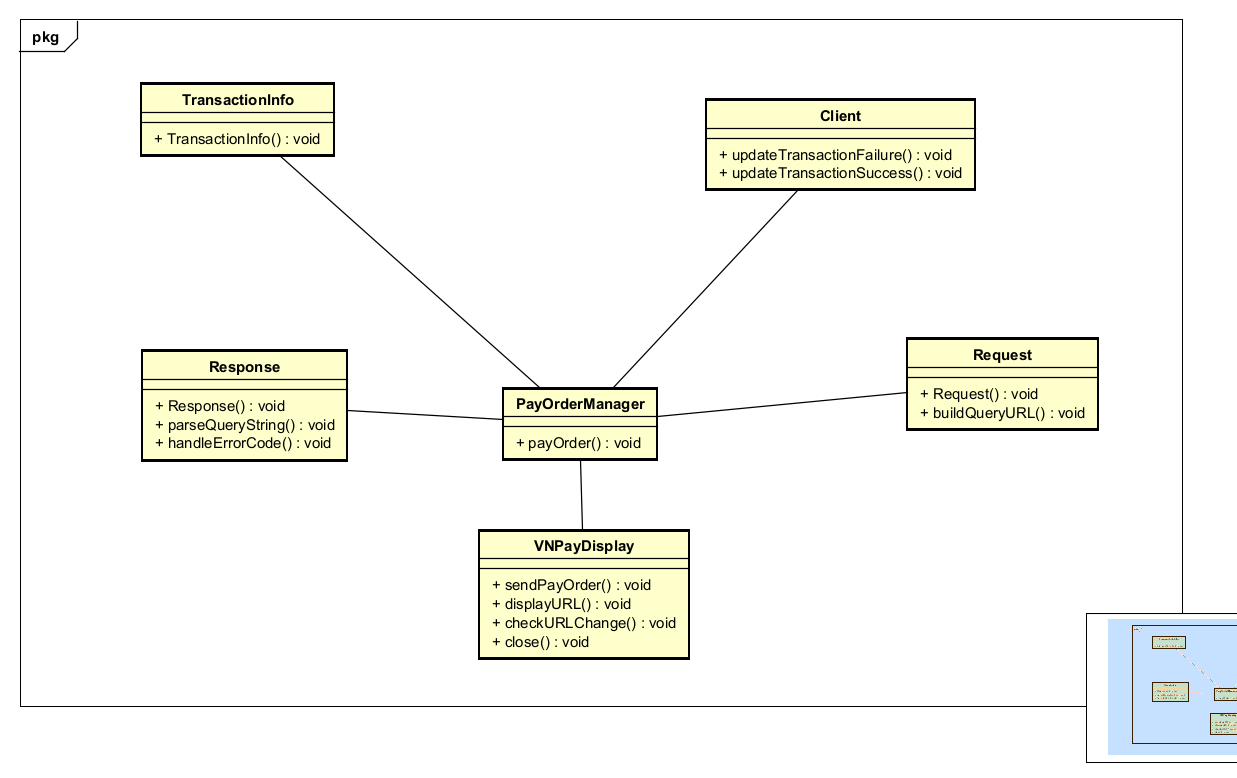 pkg
TransactionInfo
+ TransactionInfo() : void
Client
+ updateTransactionFailure() : void
+ updateTransactionSuccess() : void
Response
+ Response() : void
+ parseQueryString() : void
+ handleErrorCode() : void
PayOrderManager
+ payOrder() : void
Request
+ Request() : void
+ buildQueryURL() : void
VNPayDisplay
+ sendPayOrder() : void
+ displayURL() : void
+ checkURLChange() : void
+ close() : void